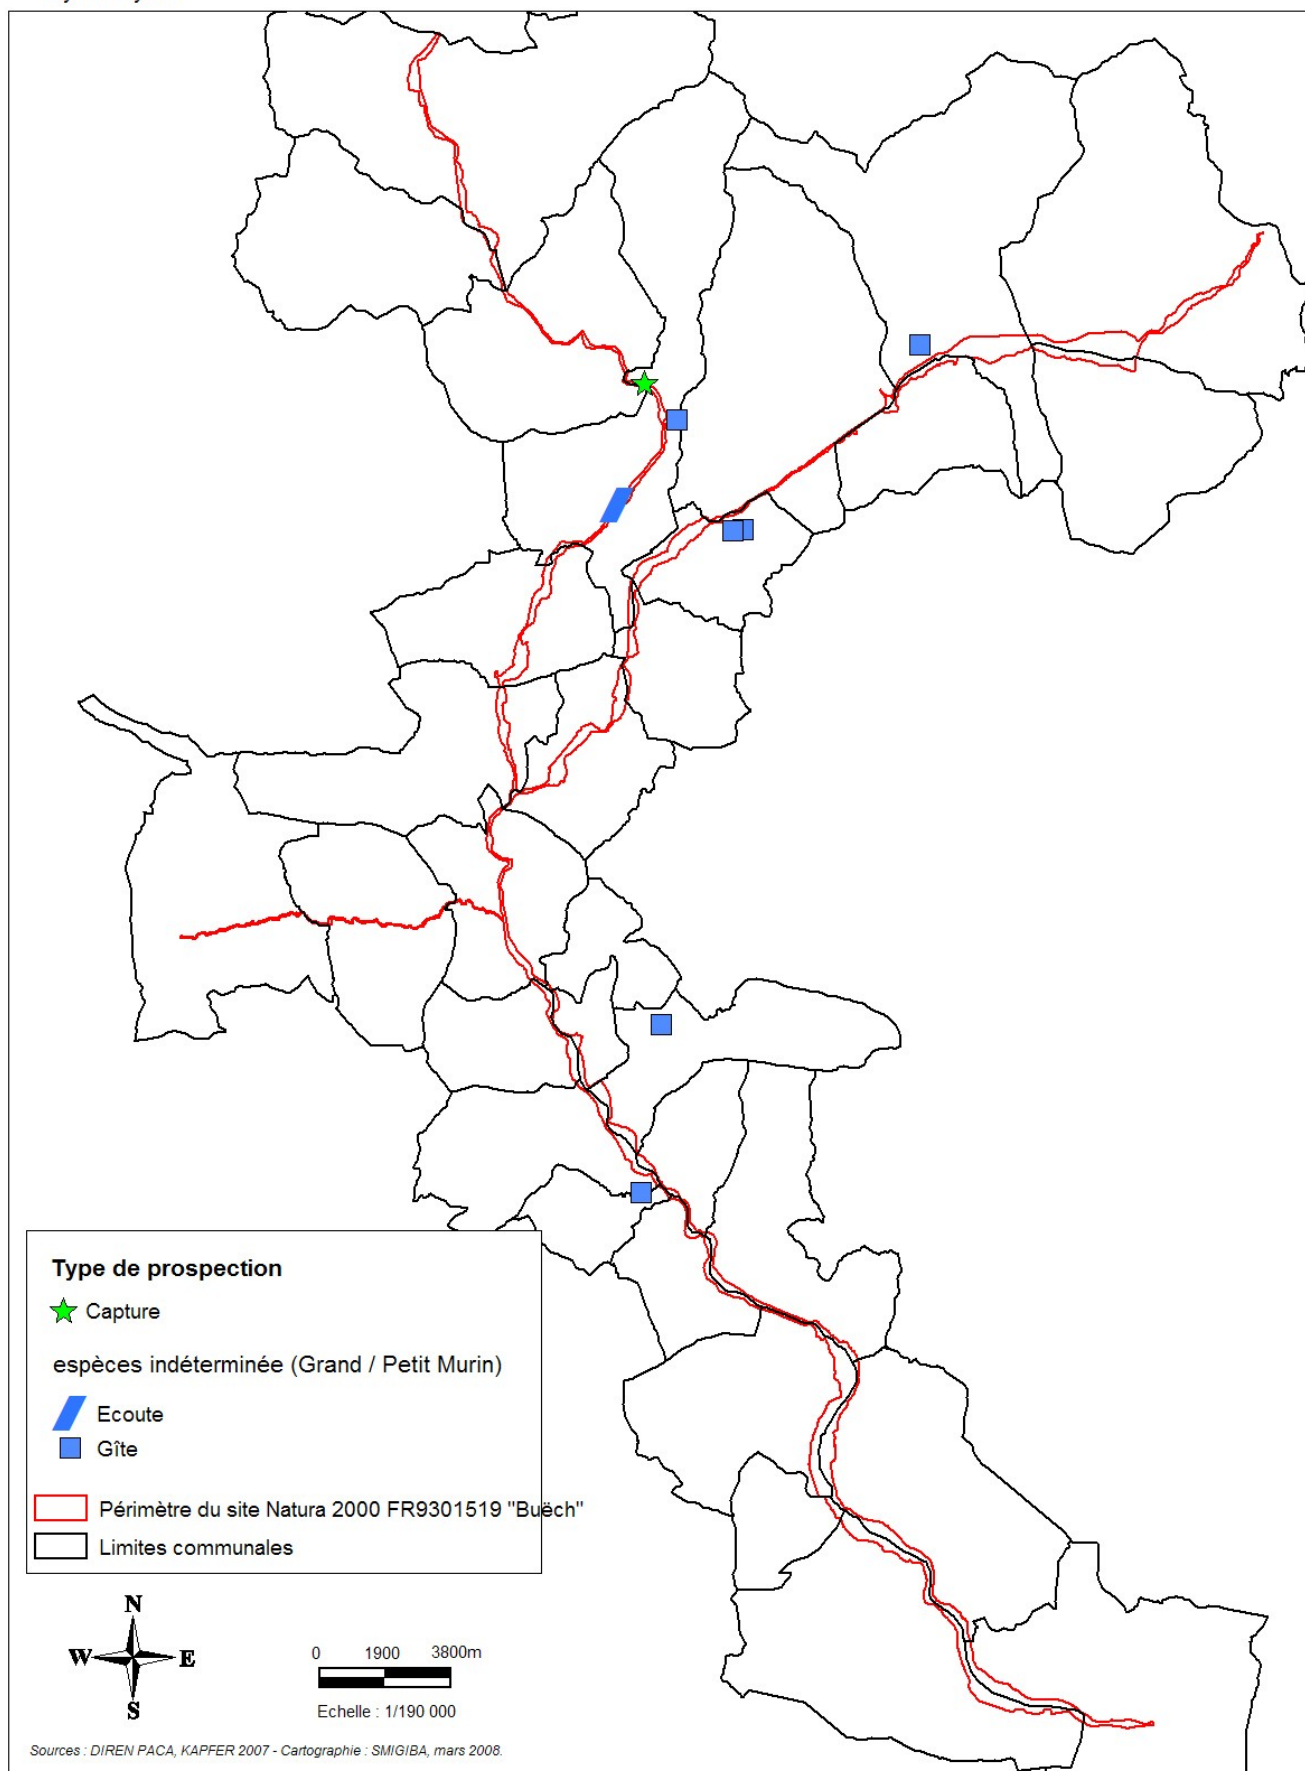 Type de prospection
Capture
espèces indéterminée (Grand / Petit Murin)
Ecoute
Gîte
Périmètre du site Natura 2000 FR9301519 "Buëch"
Limites communales
N
W E
S
0 1900 3800m
Echelle : 1/190 000
Sources : DIREN PACA, KAPFER 2007 - Cartographie : SMIGIBA, mars 2008.